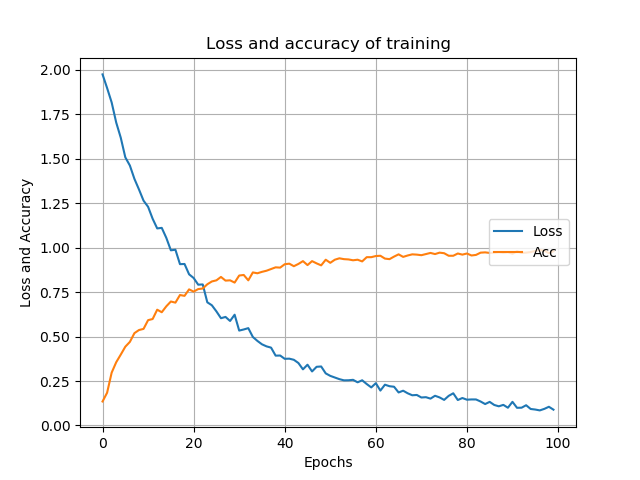 Loss and accuracy of training
2.00
1.75
1.50
1.25
1.00
0.75
0.50
0.25
0.00
Loss and Accuracy
Loss
Acc
0 20 40 60 80 100
Epochs